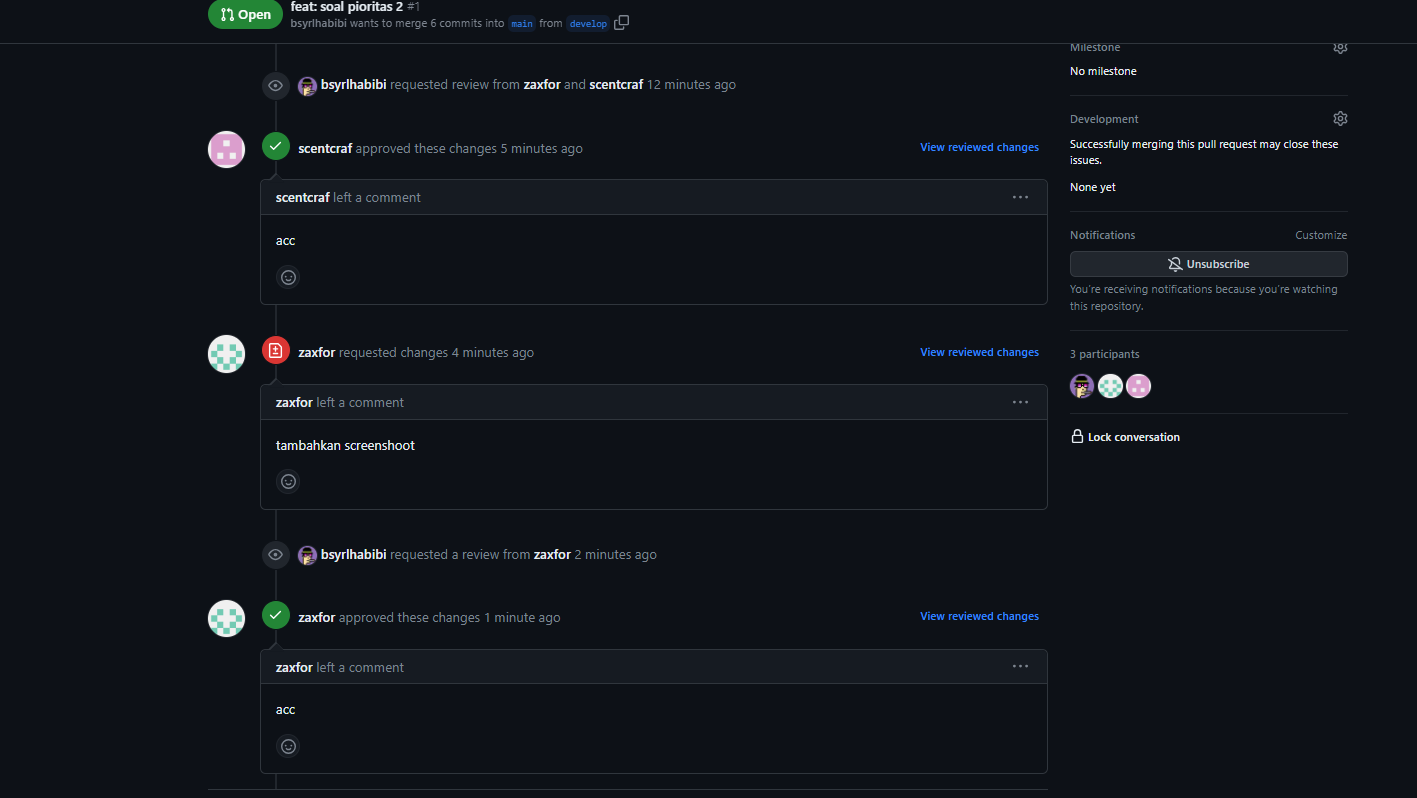 Open
feat: soal pioritas 2 #1
bsyrlhabibi wants to merge 6 commits into main from develop
bsyrlhabibi requested review from zaxfor and scentcraf 12 minutes ago
scentcraf approved these changes 5 minutes ago
View reviewed changes
scentcraf left a comment
acc
zaxfor requested changes 4 minutes ago
View reviewed changes
zaxfor left a comment
tambahkan screenshoot
bsyrlhabibi requested a review from zaxfor 2 minutes ago
zaxfor approved these changes 1 minute ago
View reviewed changes
zaxfor left a comment
acc
Milestone
No milestone
Development
Successfully merging this pull request may close these
issues.
None yet
Notifications
Customize
Unsubscribe
You're receiving notifications because you're watching
this repository.
3 participants
Lock conversation